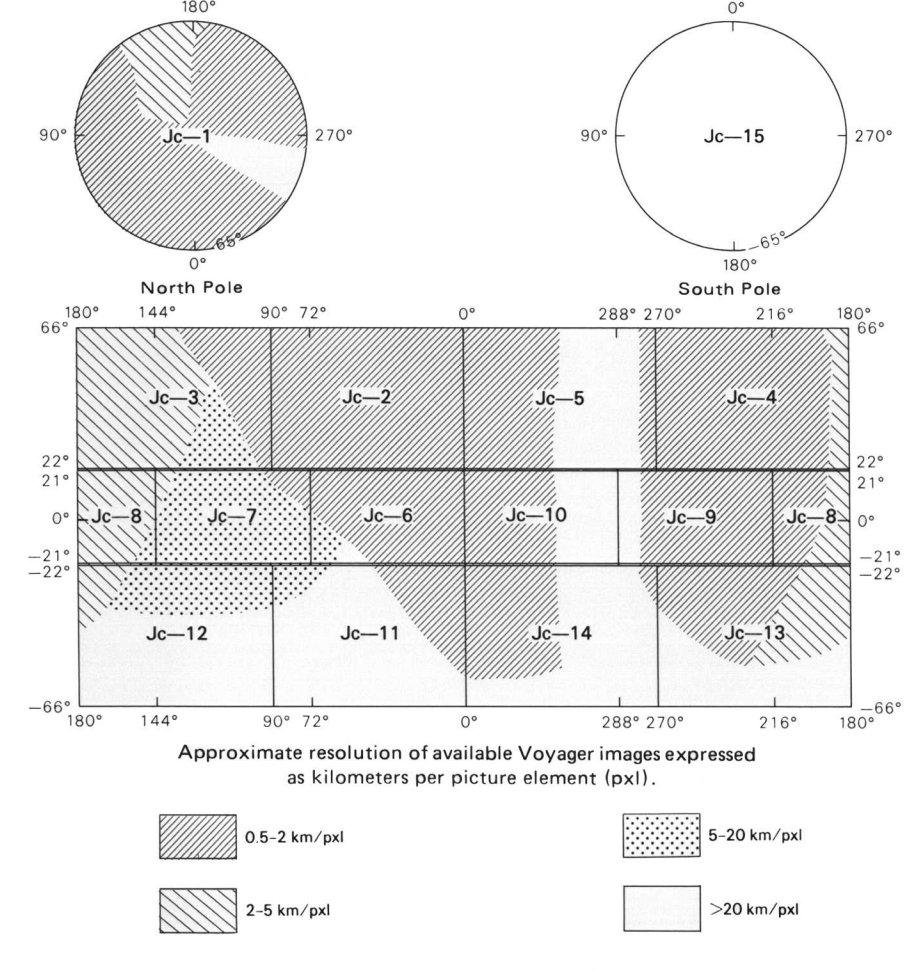 180° 0°
90° Jc—1 270° 90° Jc—15 270°
65° —65°
0° 180°
North Pole South Pole
180° 144° 90° 72° 0° 288° 270° 216° 180°
66° 66°
Jc—3 Jc—2 Jc—5 Jc—4
22° 22°
21° 21°
0° Jc—8 Jc—7 Jc—6 Jc—10 Jc—9 Jc—8 0°
—21° —21°
—22° —22°
Jc—12 Jc—11 Jc—14 Jc—13
—66° —66°
180° 144° 90° 72° 0° 288° 270° 216° 180°
Approximate resolution of available Voyager images expressed
as kilometers per picture element (pxl).
0.5–2 km/pxl 5–20 km/pxl
2–5 km/pxl >20 km/pxl